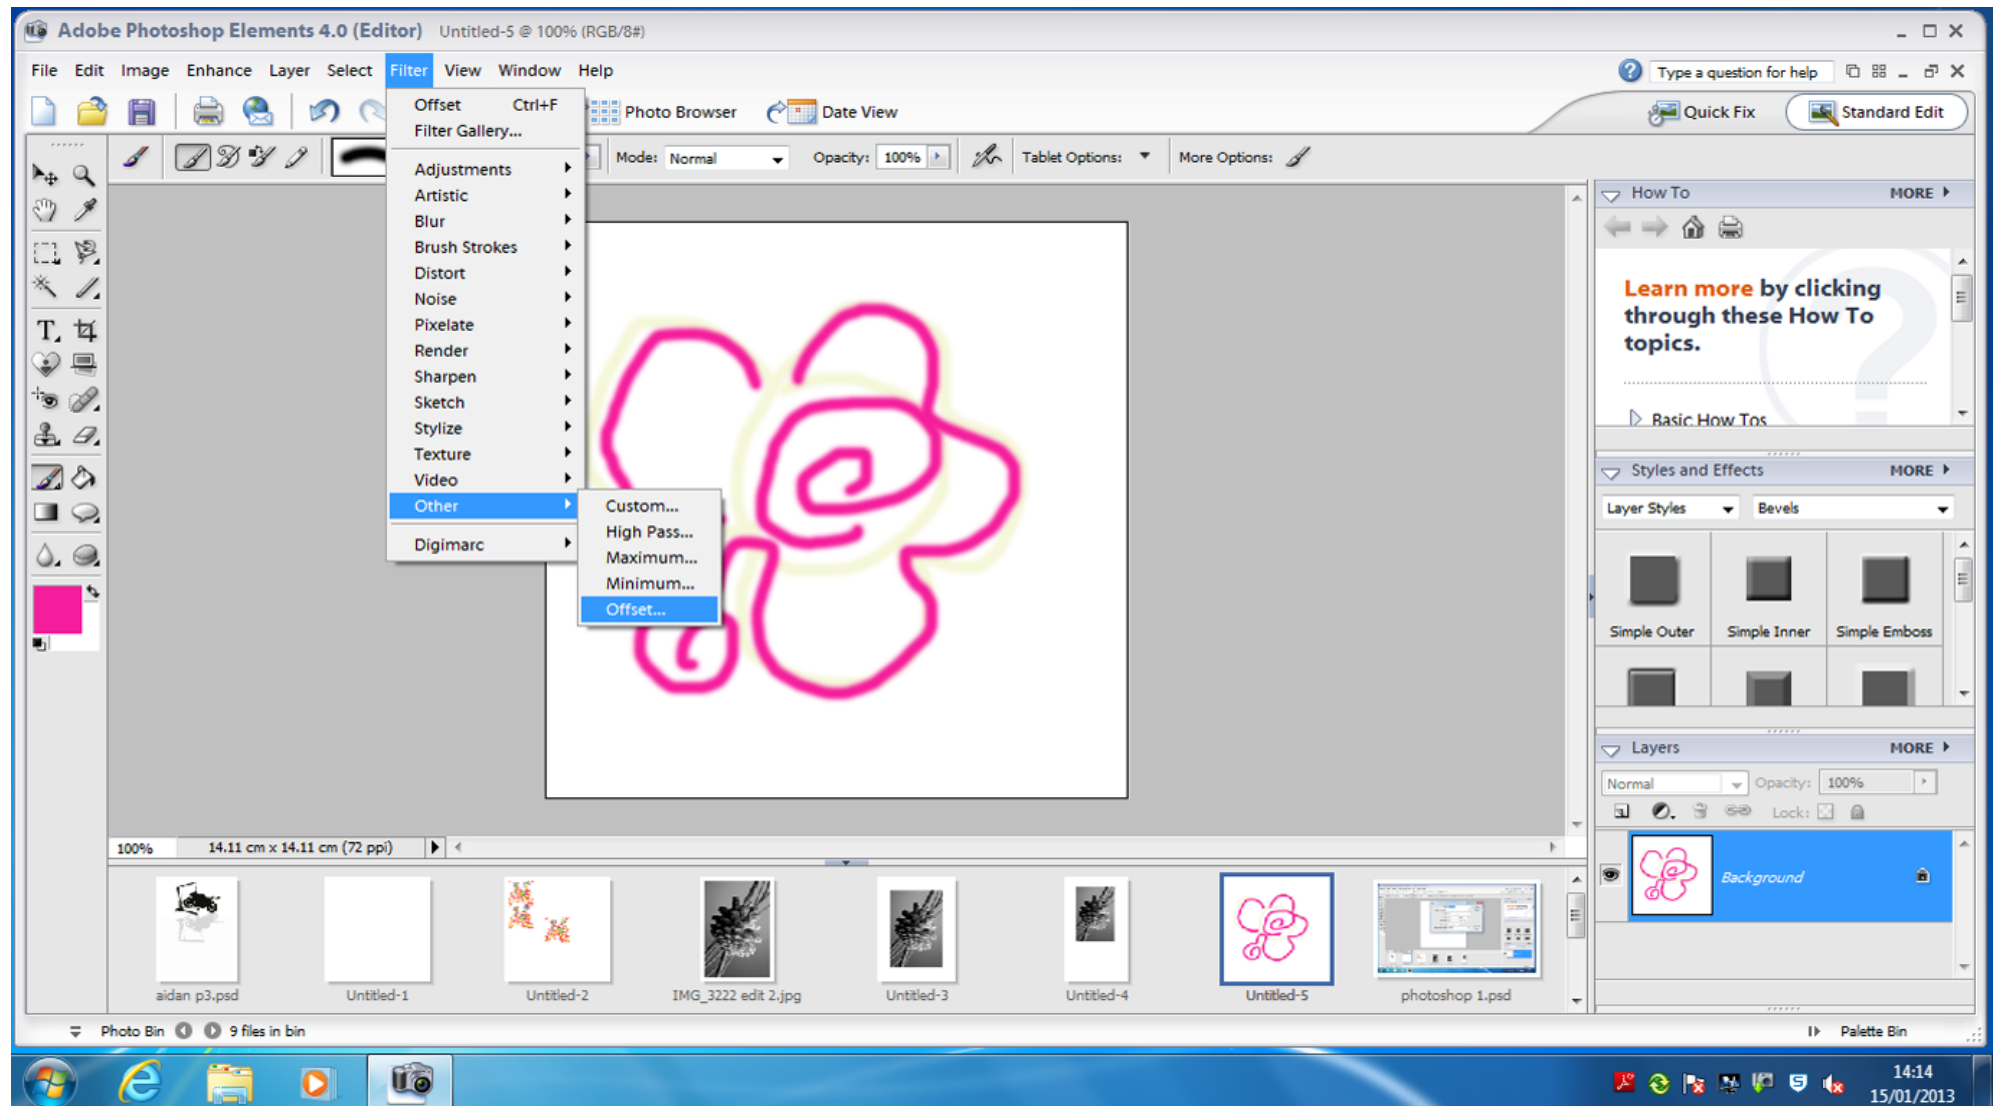 Adobe Photoshop Elements 4.0 (Editor) Untitled-5 @ 100% (RGB/8#)
File Edit Image Enhance Layer Select Filter View Window Help
Type a question for help
Photo Browser Date View
Quick Fix Standard Edit
Mode: Normal Opacity: 100% Tablet Options: More Options:
Offset Ctrl+F
Filter Gallery...
Adjustments
Artistic
Blur
Brush Strokes
Distort
Noise
Pixelate
Render
Sharpen
Sketch
Stylize
Texture
Video
Other
Digimarc
Custom...
High Pass...
Maximum...
Minimum...
Offset...
How To MORE
Learn more by clicking
through these How To
topics.
Basic How Tos
Styles and Effects MORE
Layer Styles Bevels
Simple Outer Simple Inner Simple Emboss
Layers MORE
Normal Opacity: 100%
Lock:
Background
100% 14.11 cm x 14.11 cm (72 ppi)
aidan p3.psd Untitled-1 Untitled-2 IMG_3222 edit 2.jpg Untitled-3 Untitled-4 Untitled-5 photoshop 1.psd
Photo Bin 9 files in bin
Palette Bin
14:14
15/01/2013